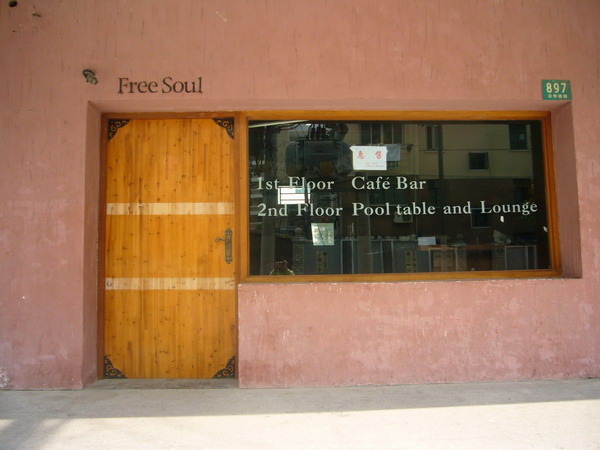 Free Soul
897
1st Floor Café Bar
2nd Floor Pool table and Lounge